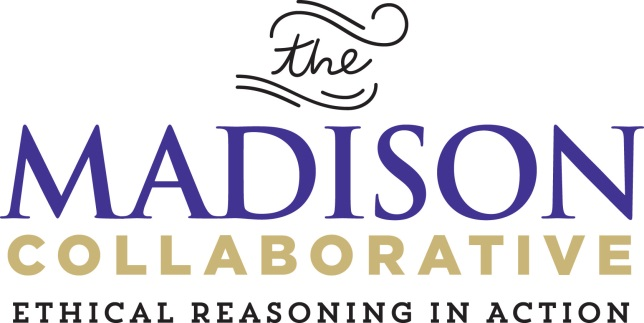 the
MADISON
COLLABORATIVE
ETHICAL REASONING IN ACTION